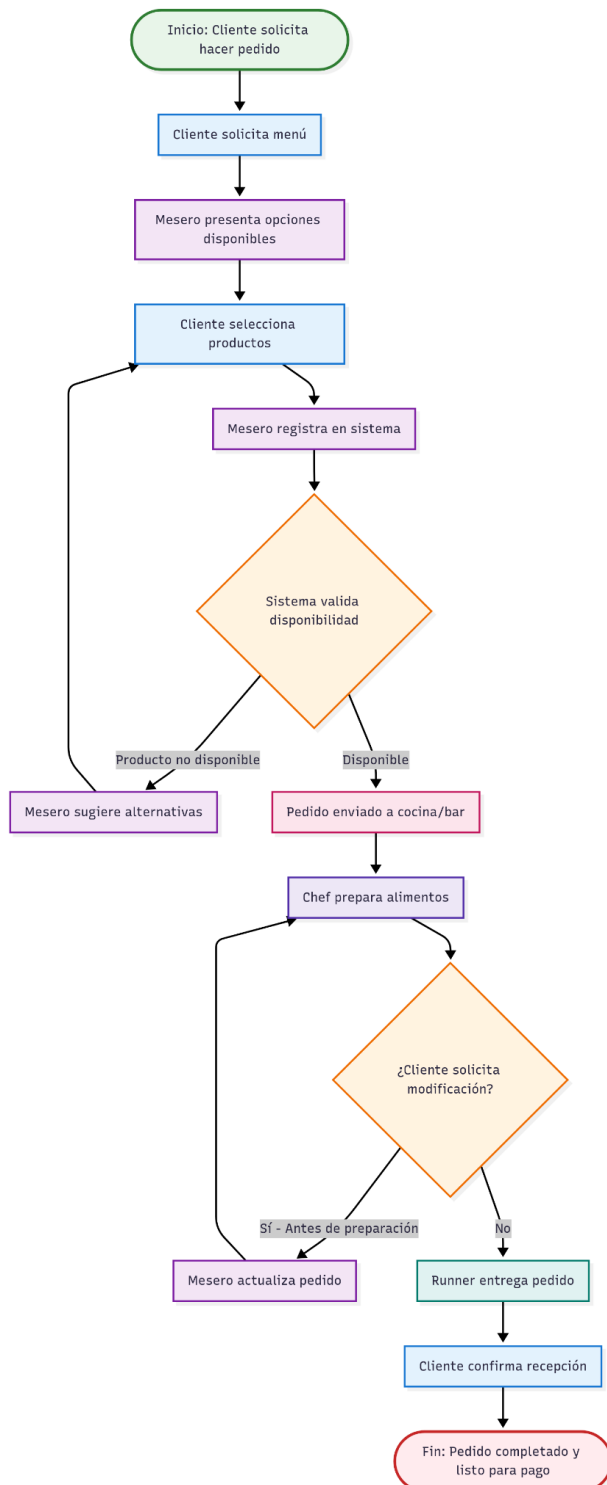 Inicio: Cliente solicita
hacer pedido
Cliente solicita menú
Mesero presenta opciones
disponibles
Cliente selecciona
productos
Mesero registra en sistema
Sistema valida
disponibilidad
Producto no disponible
Disponible
Mesero sugiere alternativas
Pedido enviado a cocina/bar
Chef prepara alimentos
¿Cliente solicita
modificación?
Sí - Antes de preparación
No
Mesero actualiza pedido
Runner entrega pedido
Cliente confirma recepción
Fin: Pedido completado y
listo para pago